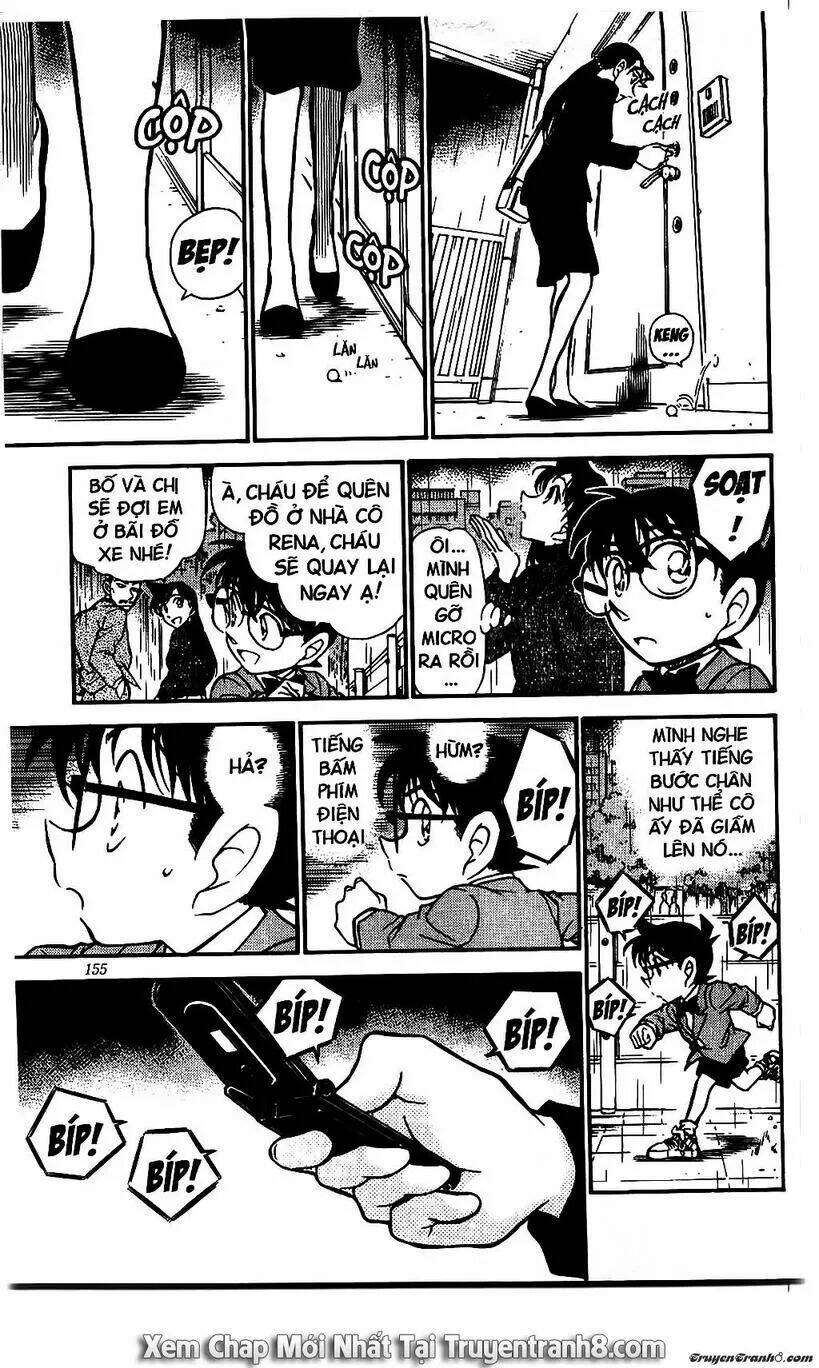 CẠCH
CẠCH
KENG
...
CỘP
CỘP
LĂN
LĂN
CỘP
BẸP!
SOẠT
!
ÔI...
MÌNH
QUÊN
GỠ
MICRO
RA RỒI
...
À, CHÁU ĐỂ QUÊN
ĐỒ Ở NHÀ CÔ
RENA, CHÁU
SẼ QUAY LẠI
NGAY Ạ!
BỐ VÀ CHỊ
SẼ ĐỢI EM
Ở BÃI ĐỖ
XE NHÉ!
MÌNH NGHE
THẤY TIẾNG
BƯỚC CHÂN
NHƯ THỂ CÔ
ẤY ĐÃ GIẪM
LÊN NÓ...
BÍP!
BÍP!
BÍP!
BÍP!
HỪM?
TIẾNG
BẤM
PHÍM
ĐIỆN
THOẠI
HẢ?
155
BÍP!
BÍP!
BÍP!
BÍP!
Xem Chap Mới Nhất Tại Truyentranh8.com
TruyenTranh8.com